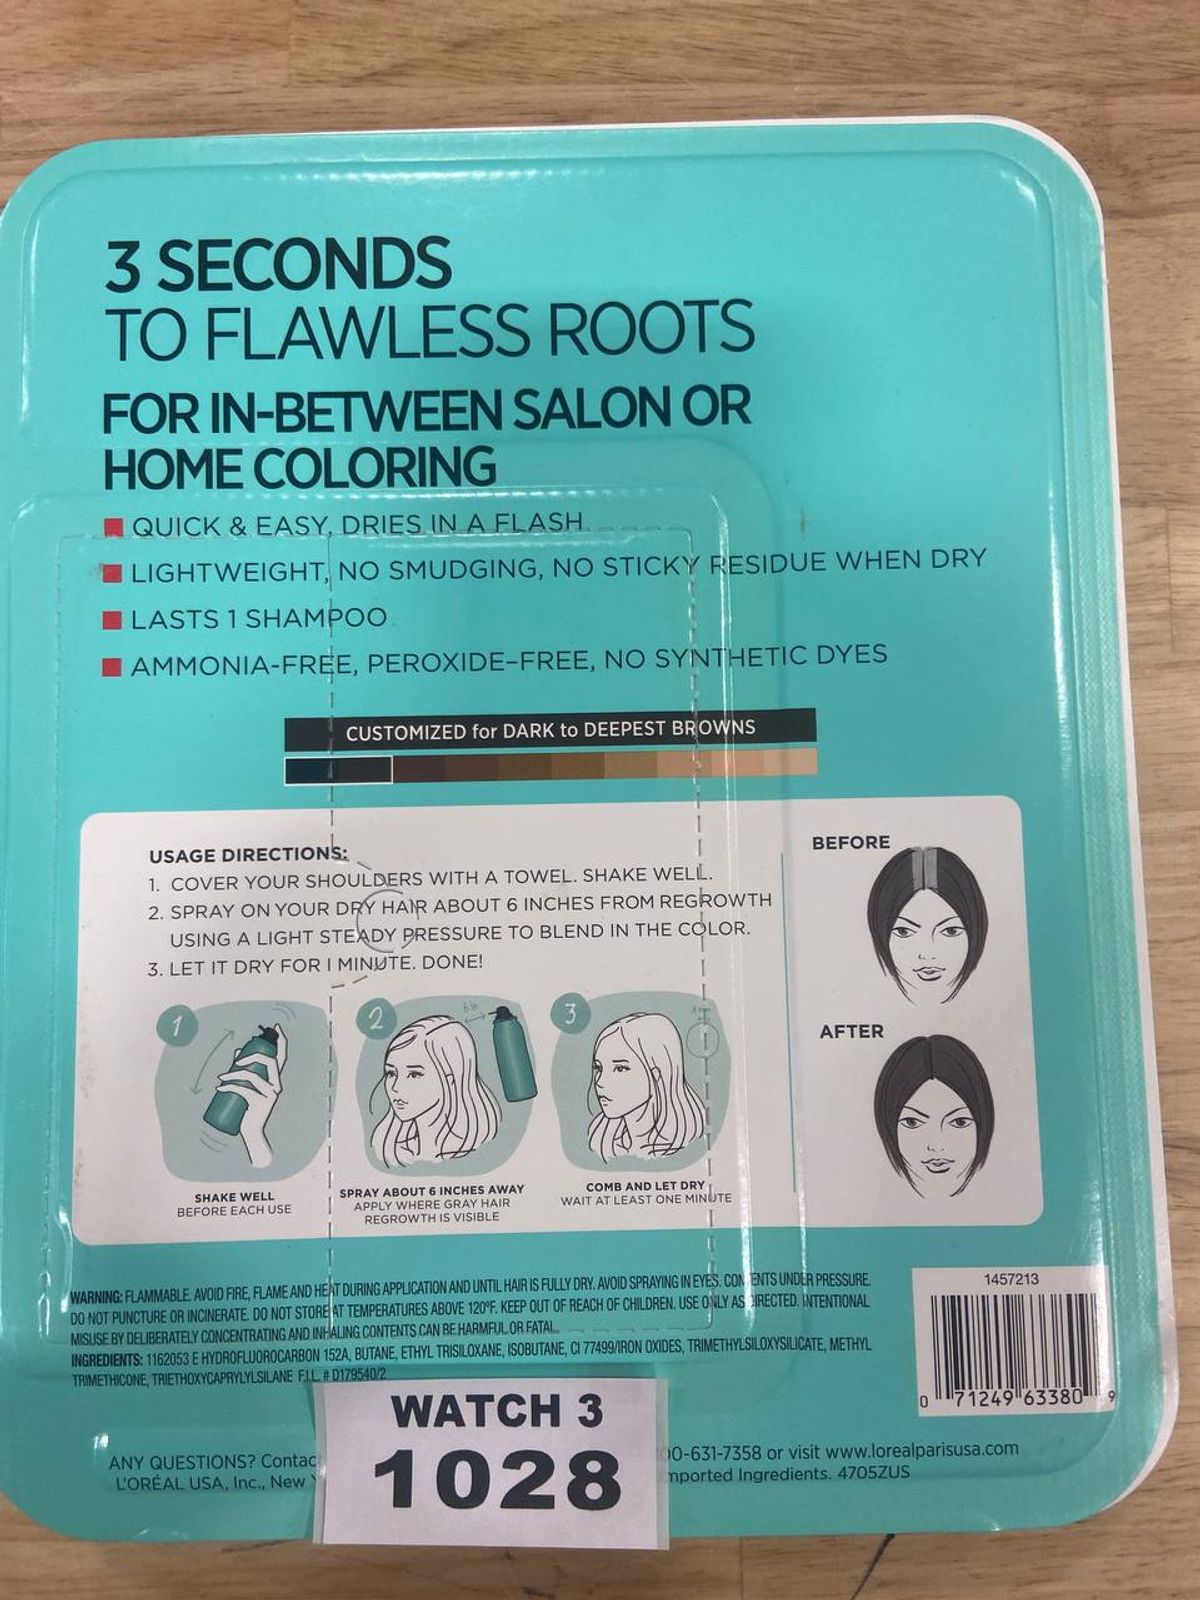 3 SECONDS
TO FLAWLESS ROOTS
FOR IN-BETWEEN SALON OR
HOME COLORING
QUICK & EASY, DRIES IN A FLASH
LIGHTWEIGHT, NO SMUDGING, NO STICKY RESIDUE WHEN DRY
LASTS 1 SHAMPOO
AMMONIA-FREE, PEROXIDE-FREE, NO SYNTHETIC DYES
CUSTOMIZED for DARK to DEEPEST BROWNS
USAGE DIRECTIONS:
1. COVER YOUR SHOULDERS WITH A TOWEL. SHAKE WELL.
2. SPRAY ON YOUR DRY HAIR ABOUT 6 INCHES FROM REGROWTH
USING A LIGHT STEADY PRESSURE TO BLEND IN THE COLOR.
3. LET IT DRY FOR 1 MINUTE. DONE!
1
SHAKE WELL
BEFORE EACH USE
2
6 in
SPRAY ABOUT 6 INCHES AWAY
APPLY WHERE GRAY HAIR
REGROWTH IS VISIBLE
3
COMB AND LET DRY
WAIT AT LEAST ONE MINUTE
BEFORE
AFTER
WARNING: FLAMMABLE. AVOID FIRE, FLAME AND HEAT DURING APPLICATION AND UNTIL HAIR IS FULLY DRY. AVOID SPRAYING IN EYES. CONTENTS UNDER PRESSURE.
DO NOT PUNCTURE OR INCINERATE. DO NOT STORE AT TEMPERATURES ABOVE 120°F. KEEP OUT OF REACH OF CHILDREN. USE ONLY AS DIRECTED. INTENTIONAL
MISUSE BY DELIBERATELY CONCENTRATING AND INHALING CONTENTS CAN BE HARMFUL OR FATAL.
INGREDIENTS: 1162053 E HYDROFLUOROCARBON 152A, BUTANE, ETHYL TRISILOXANE, ISOBUTANE, CI 77499/IRON OXIDES, TRIMETHYLSILOXYSILICATE, METHYL
TRIMETHICONE, TRIETHOXYCAPRYLYLSILANE F.I.L. # D179540/2
1457213
0 71249 63380 9
WATCH 3
1028
ANY QUESTIONS? Contac 00-631-7358 or visit www.lorealparisusa.com
L'ORÉAL USA, Inc., New mported Ingredients. 4705ZUS